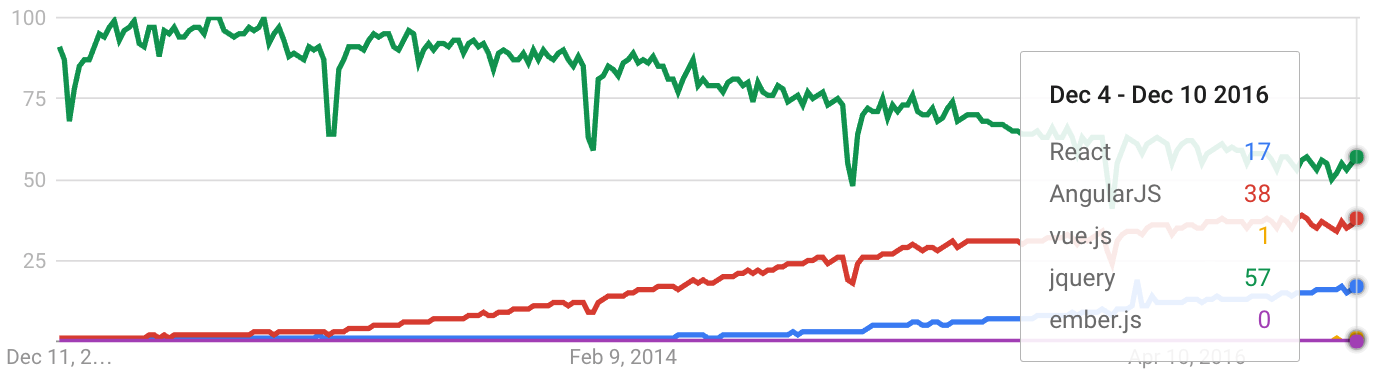 100
75
50
25
Dec 11, 2...
Feb 9, 2014
Apr 10, 2016
Dec 4 - Dec 10 2016
React 17
AngularJS 38
vue.js 1
jquery 57
ember.js 0